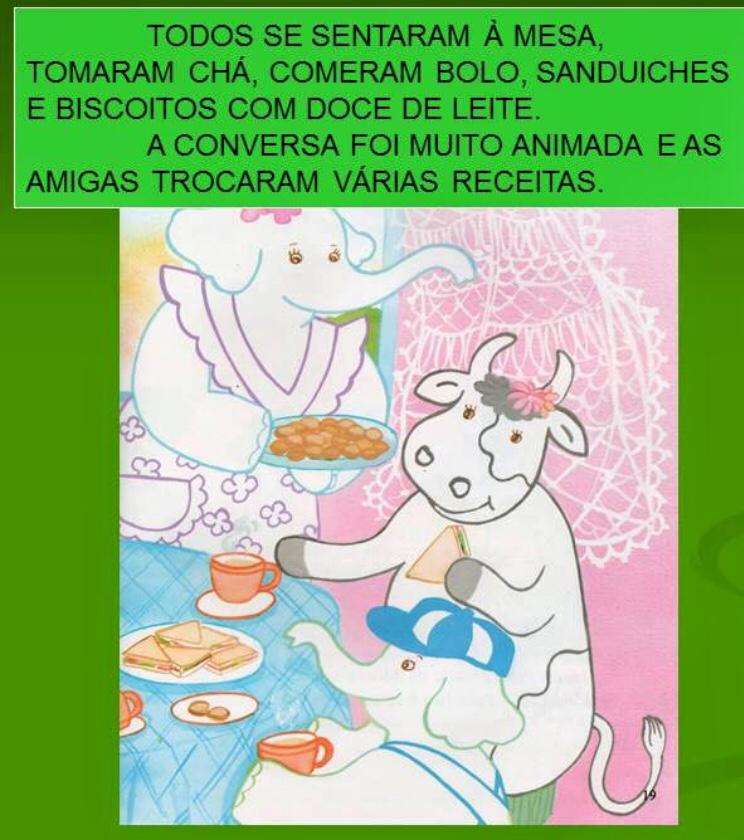 TODOS SE SENTARAM À MESA,
TOMARAM CHÁ, COMERAM BOLO, SANDUICHES
E BISCOITOS COM DOCE DE LEITE.
A CONVERSA FOI MUITO ANIMADA E AS
AMIGAS TROCARAM VÁRIAS RECEITAS.
19